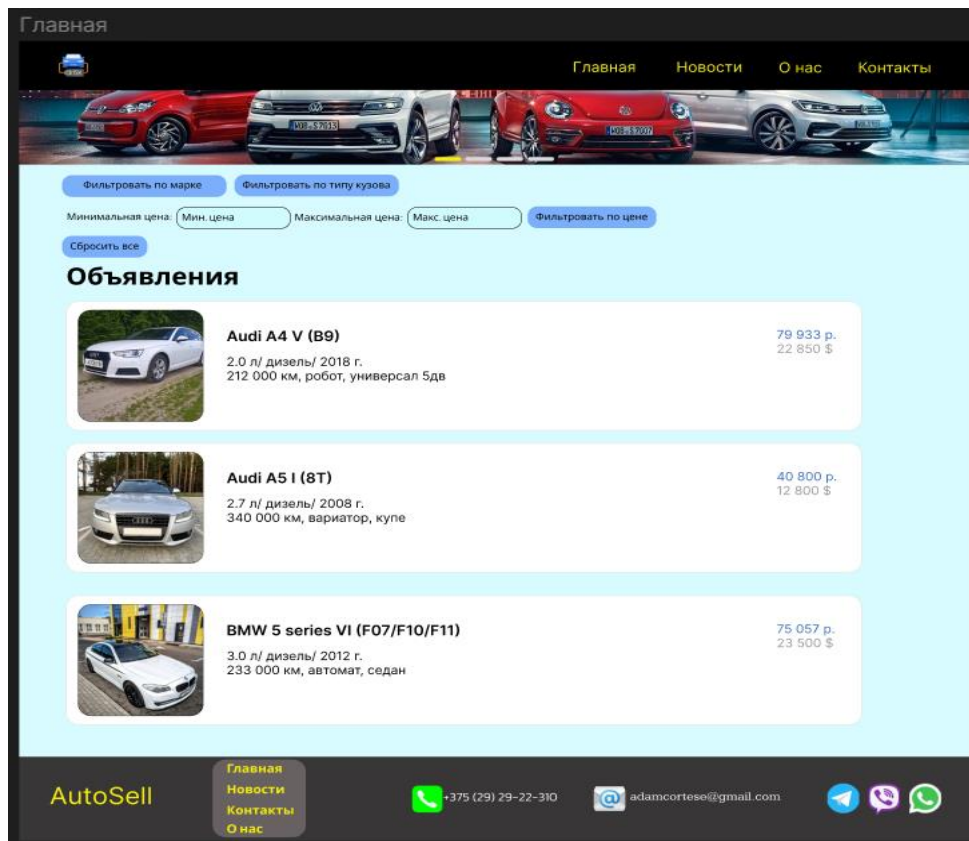 Главная
Главная Новости О нас Контакты
Фильтровать по марке Фильтровать по типу кузова
Минимальная цена: Мин. цена Максимальная цена: Макс. цена Фильтровать по цене
Сбросить все
Объявления
Audi A4 V (B9)
79 933 р.
22 850 $
2.0 л/ дизель/ 2018 г.
212 000 км, робот, универсал 5дв
Audi A5 I (8T)
40 800 р.
12 800 $
2.7 л/ дизель/ 2008 г.
340 000 км, вариатор, купе
BMW 5 series VI (F07/F10/F11)
75 057 р.
23 500 $
3.0 л/ дизель/ 2012 г.
233 000 км, автомат, седан
AutoSell
Главная
Новости
Контакты
О нас
+375 (29) 29-22-310
adamcortese@gmail.com